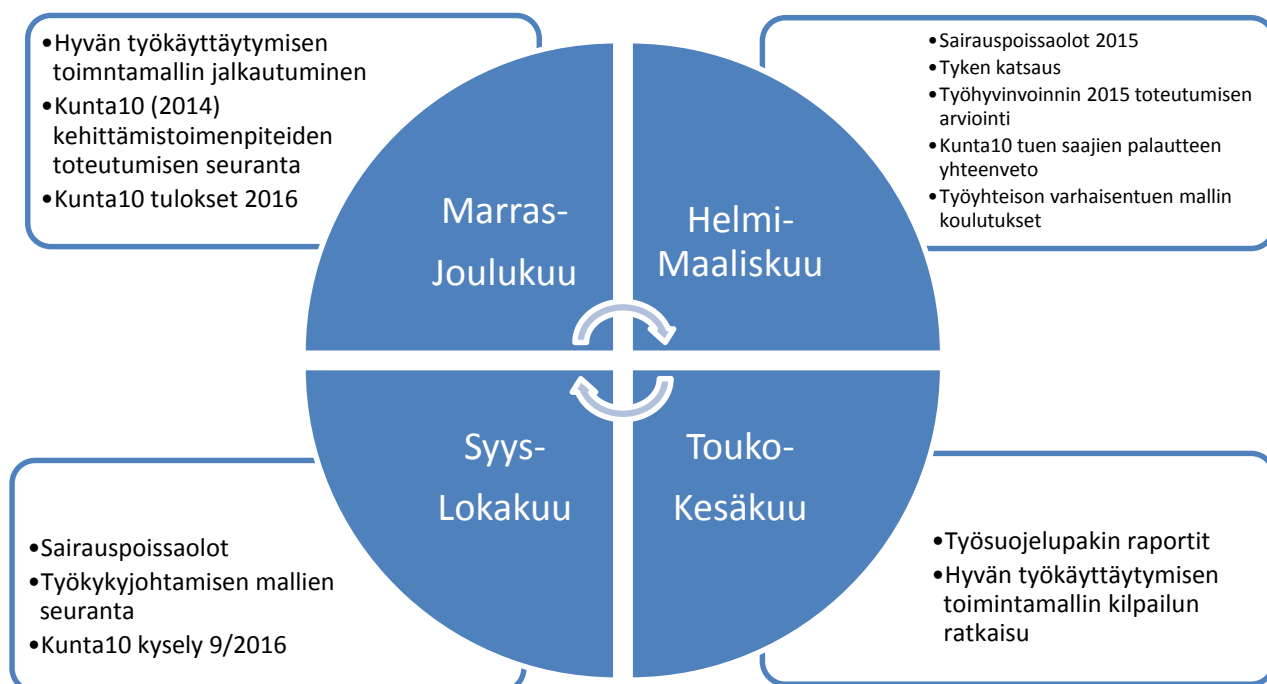 •Hyvän työkäyttäytymisen
toimntamallin jalkautuminen
•Kunta10 (2014)
kehittämistoimenpiteiden
toteutumisen seuranta
•Kunta10 tulokset 2016
Marras-
Joulukuu
•Sairauspoissaolot 2015
•Tyken katsaus
•Työhyvinvoinnin 2015 toteutumisen
arviointi
•Kunta10 tuen saajien palautteen
yhteenveto
•Työyhteison varhaisentuen mallin
koulutukset
Helmi-
Maaliskuu
•Sairauspoissaolot
•Työkykyjohtamisen mallien
seuranta
•Kunta10 kysely 9/2016
Syys-
Lokakuu
Touko-
Kesäkuu
•Työsuojelupakin raportit
•Hyvän työkäyttäytymisen
toimintamallin kilpailun
ratkaisu